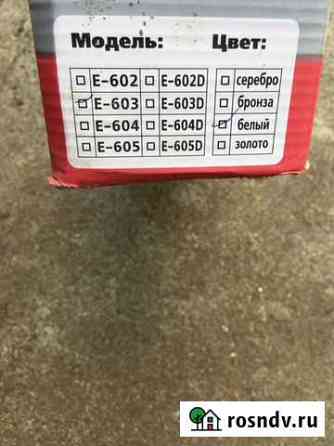 Модель: Цвет:
E-602 E-602D серебро
E-603 E-603D бронза
E-604 E-604D белый
E-605 E-605D золото
rosndv.ru